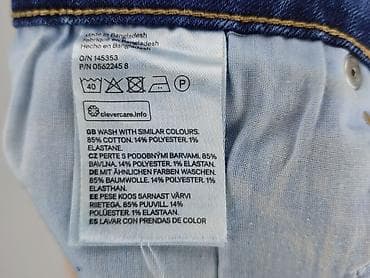 Made in Bangladesh
Fabriqué en Bangladesh
Hecho en Bangladesh
O/N 145353
P/N 0562245 8
40
P
clevercare.info
GB WASH WITH SIMILAR COLOURS.
85% COTTON. 14% POLYESTER. 1%
ELASTANE.
CZ PERTE S PODOBNÝMI BARVAMI. 85%
BAVLNA. 14% POLYESTER. 1% ELASTAN.
DE MIT ÄHNLICHEN FARBEN WASCHEN.
85% BAUMWOLLE. 14% POLYESTER. 1%
ELASTHAN.
EE PESE KOOS SARNAST VÄRVI
RIIETEGA. 85% PUUVILL. 14%
POLÜESTER. 1% ELASTAAN.
ES LAVAR CON PRENDAS DE COLOR